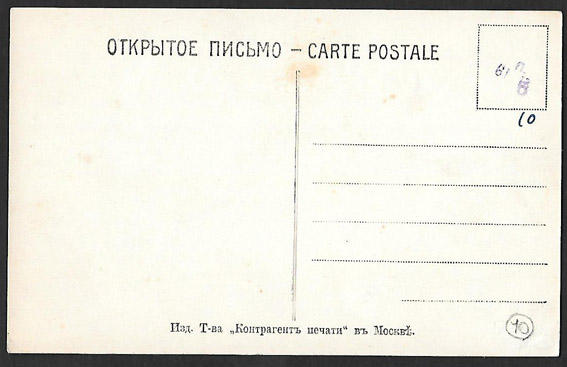 ОТКРЫТОЕ ПИСЬМО – CARTE POSTALE
10
Изд. Т-ва „Контрагентъ печати“ въ Москвѣ.
10